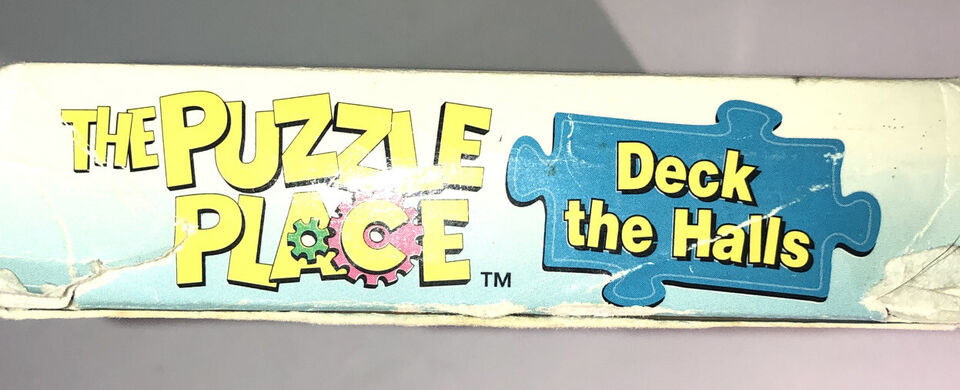 THE PUZZLE
PLACE TM
Deck
the Halls